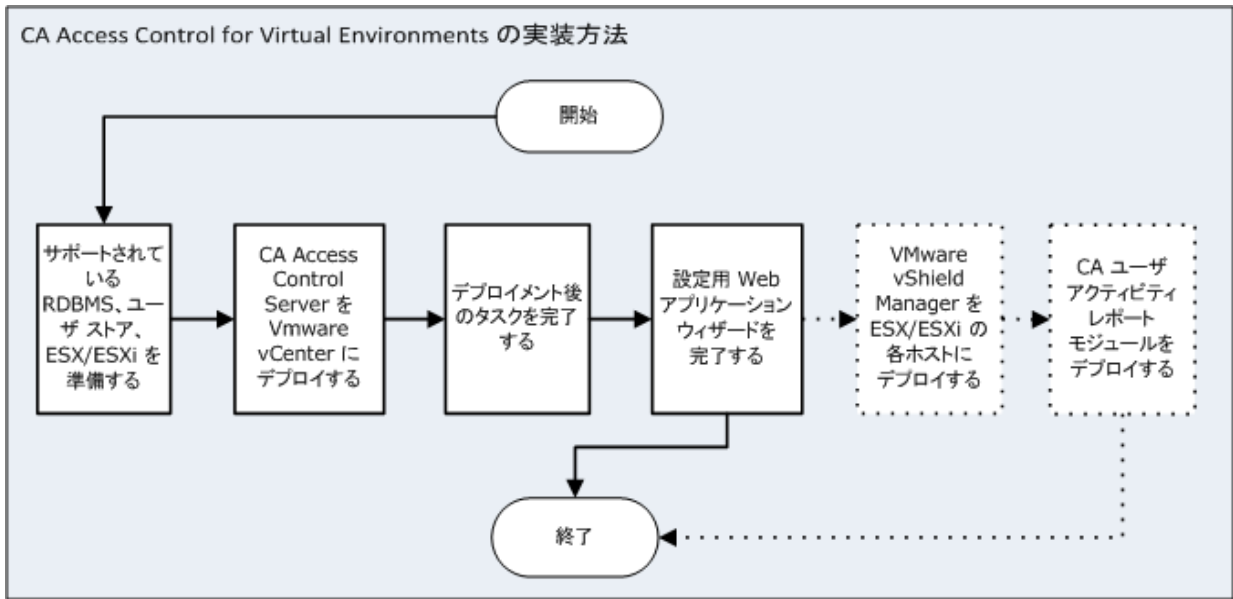 CA Access Control for Virtual Environments の実装方法
開始
サポートされて
いる
RDBMS、ユー
ザ ストア、
ESX/ESXi を
準備する
CA Access
Control
Server を
Vmware
vCenter に
デプロイする
デプロイメント後
のタスクを完了
する
設定用 Web
アプリケーション
ウィザードを
完了する
VMware
vShield
Manager を
ESX/ESXi の
各ホストに
デプロイする
CA ユーザ
アクティビティ
レポート
モジュールを
デプロイする
終了